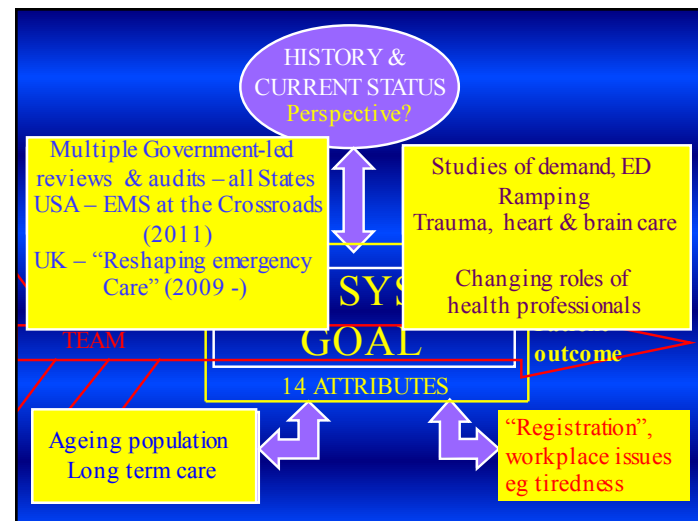 HISTORY &
CURRENT STATUS
Perspective?
Multiple Government-led
reviews & audits – all States
USA – EMS at the Crossroads
(2011)
UK – “Reshaping emergency
Care” (2009 -)
Studies of demand, ED
Ramping
Trauma, heart & brain care
Changing roles of
health professionals
SYS
TEAM
GOAL
outcome
14 ATTRIBUTES
Ageing population
Long term care
“Registration”,
workplace issues
eg tiredness